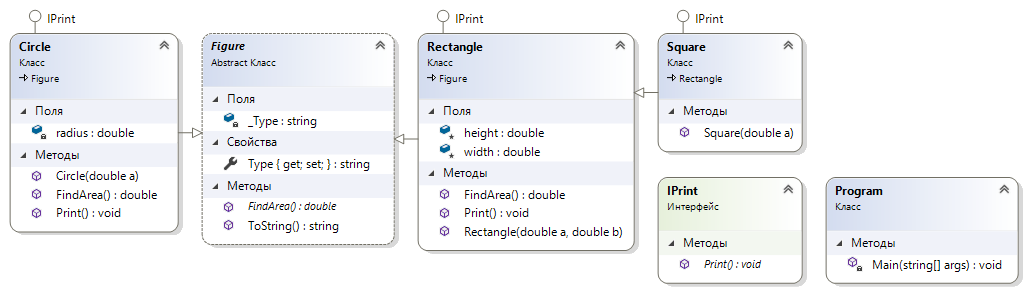 IPrint
Circle
Класс
Figure
Поля
radius : double
Методы
Circle(double a)
FindArea() : double
Print() : void
Figure
Abstract Класс
Поля
_Type : string
Свойства
Type { get; set; } : string
Методы
FindArea() : double
ToString() : string
IPrint
Rectangle
Класс
Figure
Поля
height : double
width : double
Методы
FindArea() : double
Print() : void
Rectangle(double a, double b)
IPrint
Square
Класс
Rectangle
Методы
Square(double a)
IPrint
Интерфейс
Методы
Print() : void
Program
Класс
Методы
Main(string[] args) : void